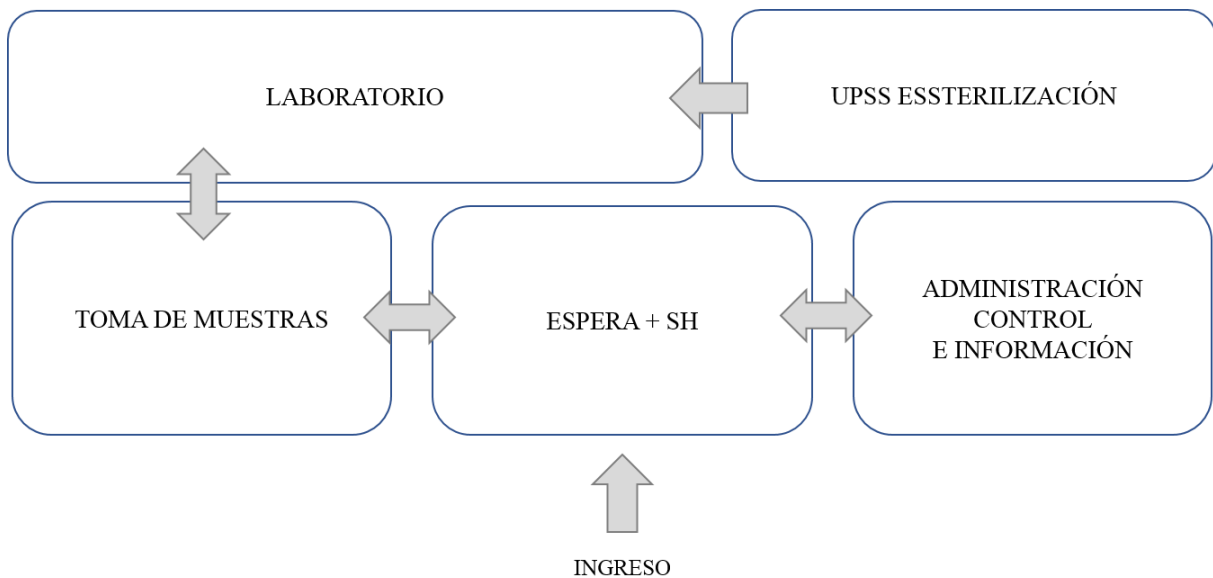 LABORATORIO
UPSS ESSTERILIZACIÓN
TOMA DE MUESTRAS
ESPERA + SH
ADMINISTRACIÓN
CONTROL
E INFORMACIÓN
INGRESO